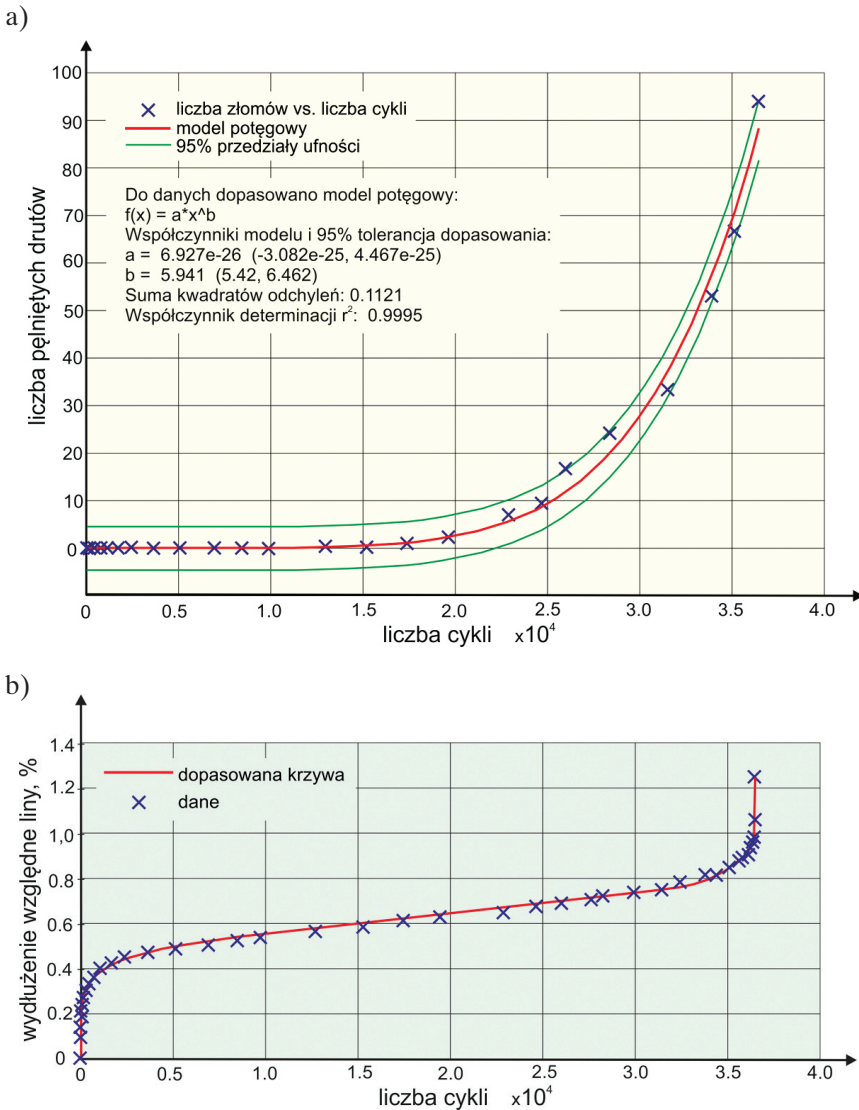 a)
100
90
80
70
60
50
40
30
20
10
0
liczba pęlniętych drutów
liczba złomów vs. liczba cykli
model potęgowy
95% przedziały ufności
Do danych dopasowano model potęgowy:
f(x) = a*x^b
Współczynniki modelu i 95% tolerancja dopasowania:
a = 6.927e-26 (-3.082e-25, 4.467e-25)
b = 5.941 (5.42, 6.462)
Suma kwadratów odchyleń: 0.1121
Współczynnik determinacji r²: 0.9995
0 0.5 1.0 1.5 2.0 2.5 3.0 3.5 4.0
liczba cykli x10⁴
b)
1.4
1.2
1,0
0.8
0.6
0.4
0.2
0
wydłużenie względne liny, %
dopasowana krzywa
dane
0 0.5 1.0 1.5 2.0 2.5 3.0 3.5 4.0
liczba cykli x10⁴